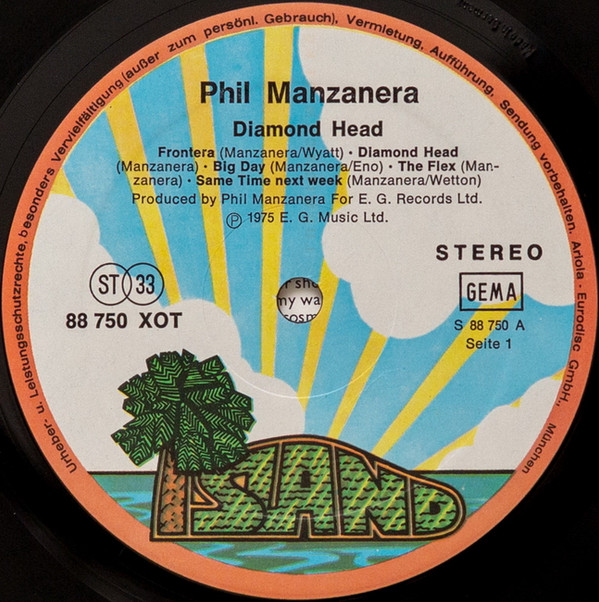 Urheber- u. Leistungsschutzrechte, besonders Vervielfältigung (außer zum persönl. Gebrauch), Vermietung, Aufführung, Sendung vorbehalten. Ariola - Eurodisc GmbH., München
Phil Manzanera
Diamond Head
Frontera (Manzanera/Wyatt) · Diamond Head
(Manzanera) · Big Day (Manzanera/Eno) · The Flex (Man-
zanera) · Same Time next week (Manzanera/Wetton)
Produced by Phil Manzanera For E. G. Records Ltd.
℗ 1975 E. G. Music Ltd.
STEREO
ST 33
GEMA
88 750 XOT
S 88 750 A
Seite 1
my wa
ISLAND